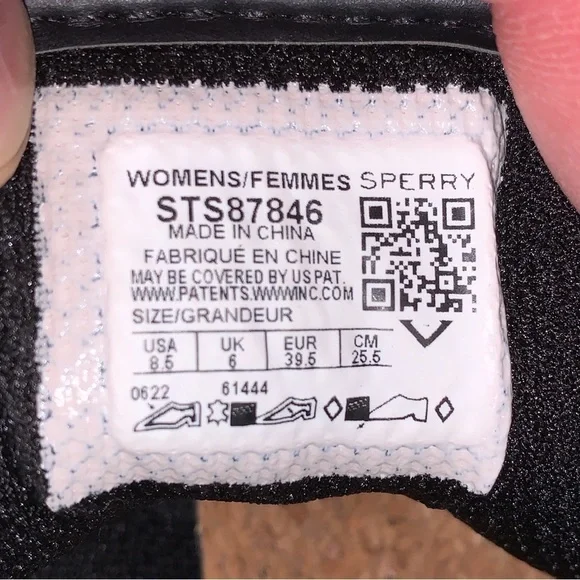 WOMENS/FEMMES SPERRY
STS87846
MADE IN CHINA
FABRIQUÉ EN CHINE
MAY BE COVERED BY US PAT.
WWW.PATENTS.WWWINC.COM
SIZE/GRANDEUR
USA UK EUR CM
8.5 6 39.5 25.5
0622 61444